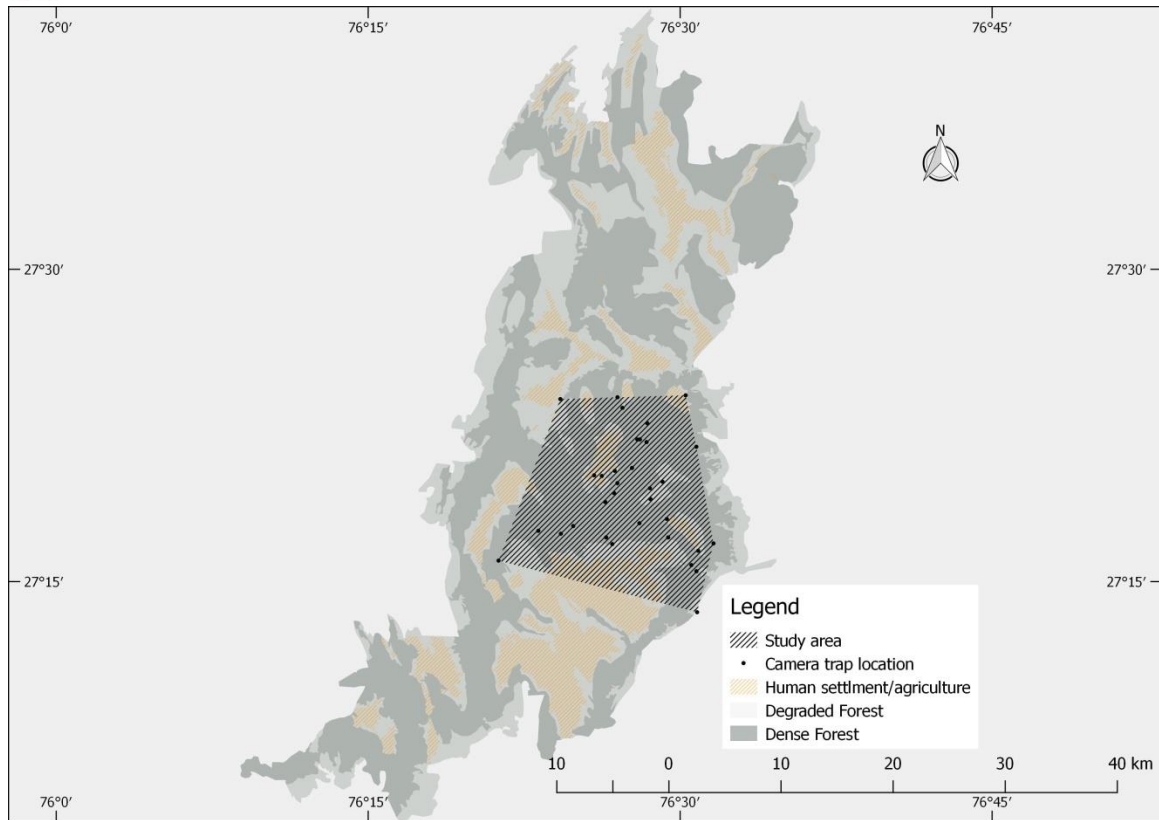 76°0′
76°15′
76°30′
76°45′
N
27°30′
27°30′
27°15′
27°15′
Legend
Study area
Camera trap location
Human settlment/agriculture
Degraded Forest
Dense Forest
10
0
10
20
30
40 km
76°0′
76°15′
76°30′
76°45′